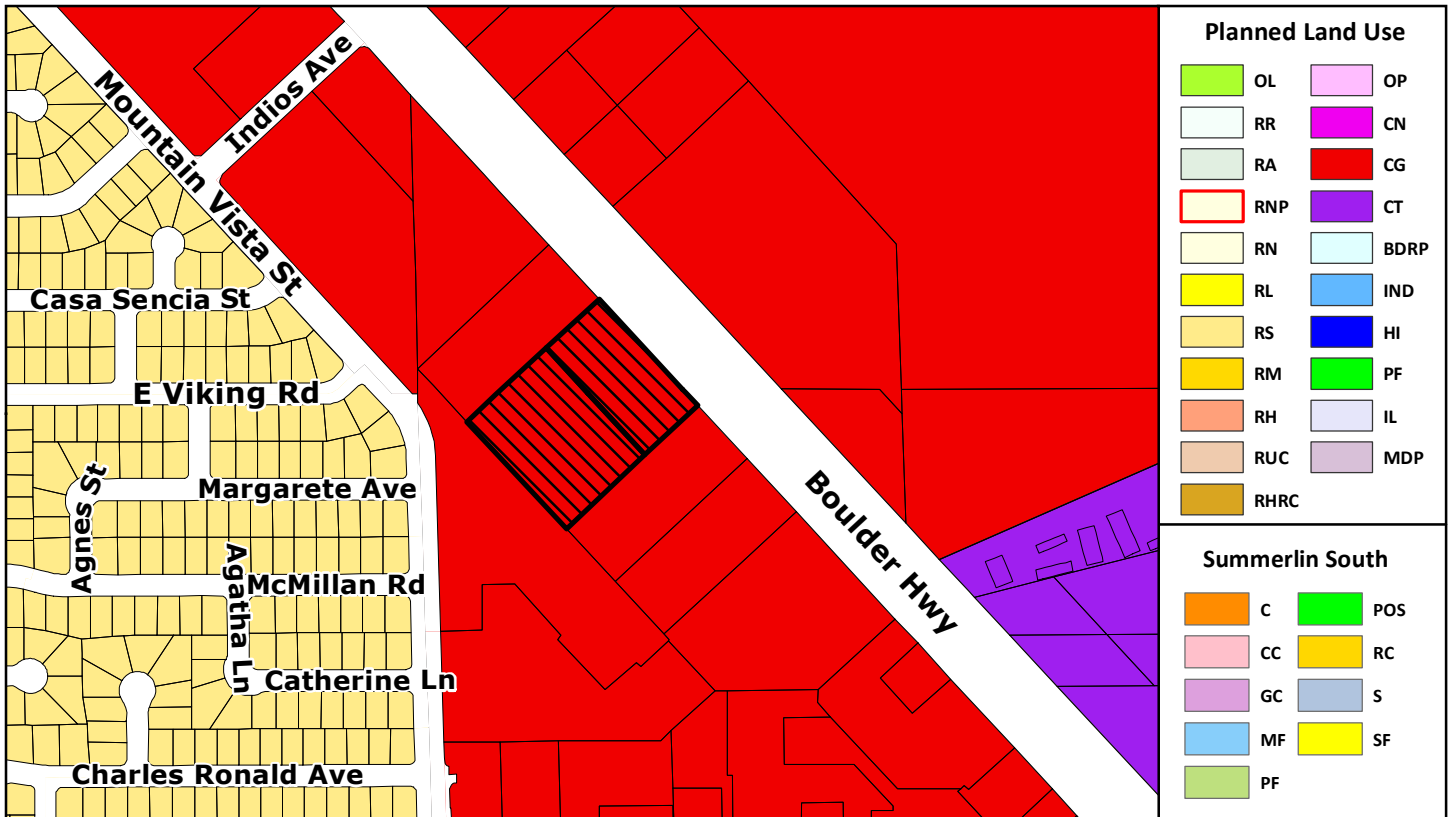 Indios Ave
Mountain Vista St
Casa Sencia St
E Viking Rd
Margarete Ave
Agnes St
Agatha Ln
McMillan Rd
Catherine Ln
Charles Ronald Ave
Boulder Hwy
Planned Land Use
OL OP
RR CN
RA CG
RNP CT
RN BDRP
RL IND
RS HI
RM PF
RH IL
RUC MDP
RHRC
Summerlin South
C POS
CC RC
GC S
MF SF
PF